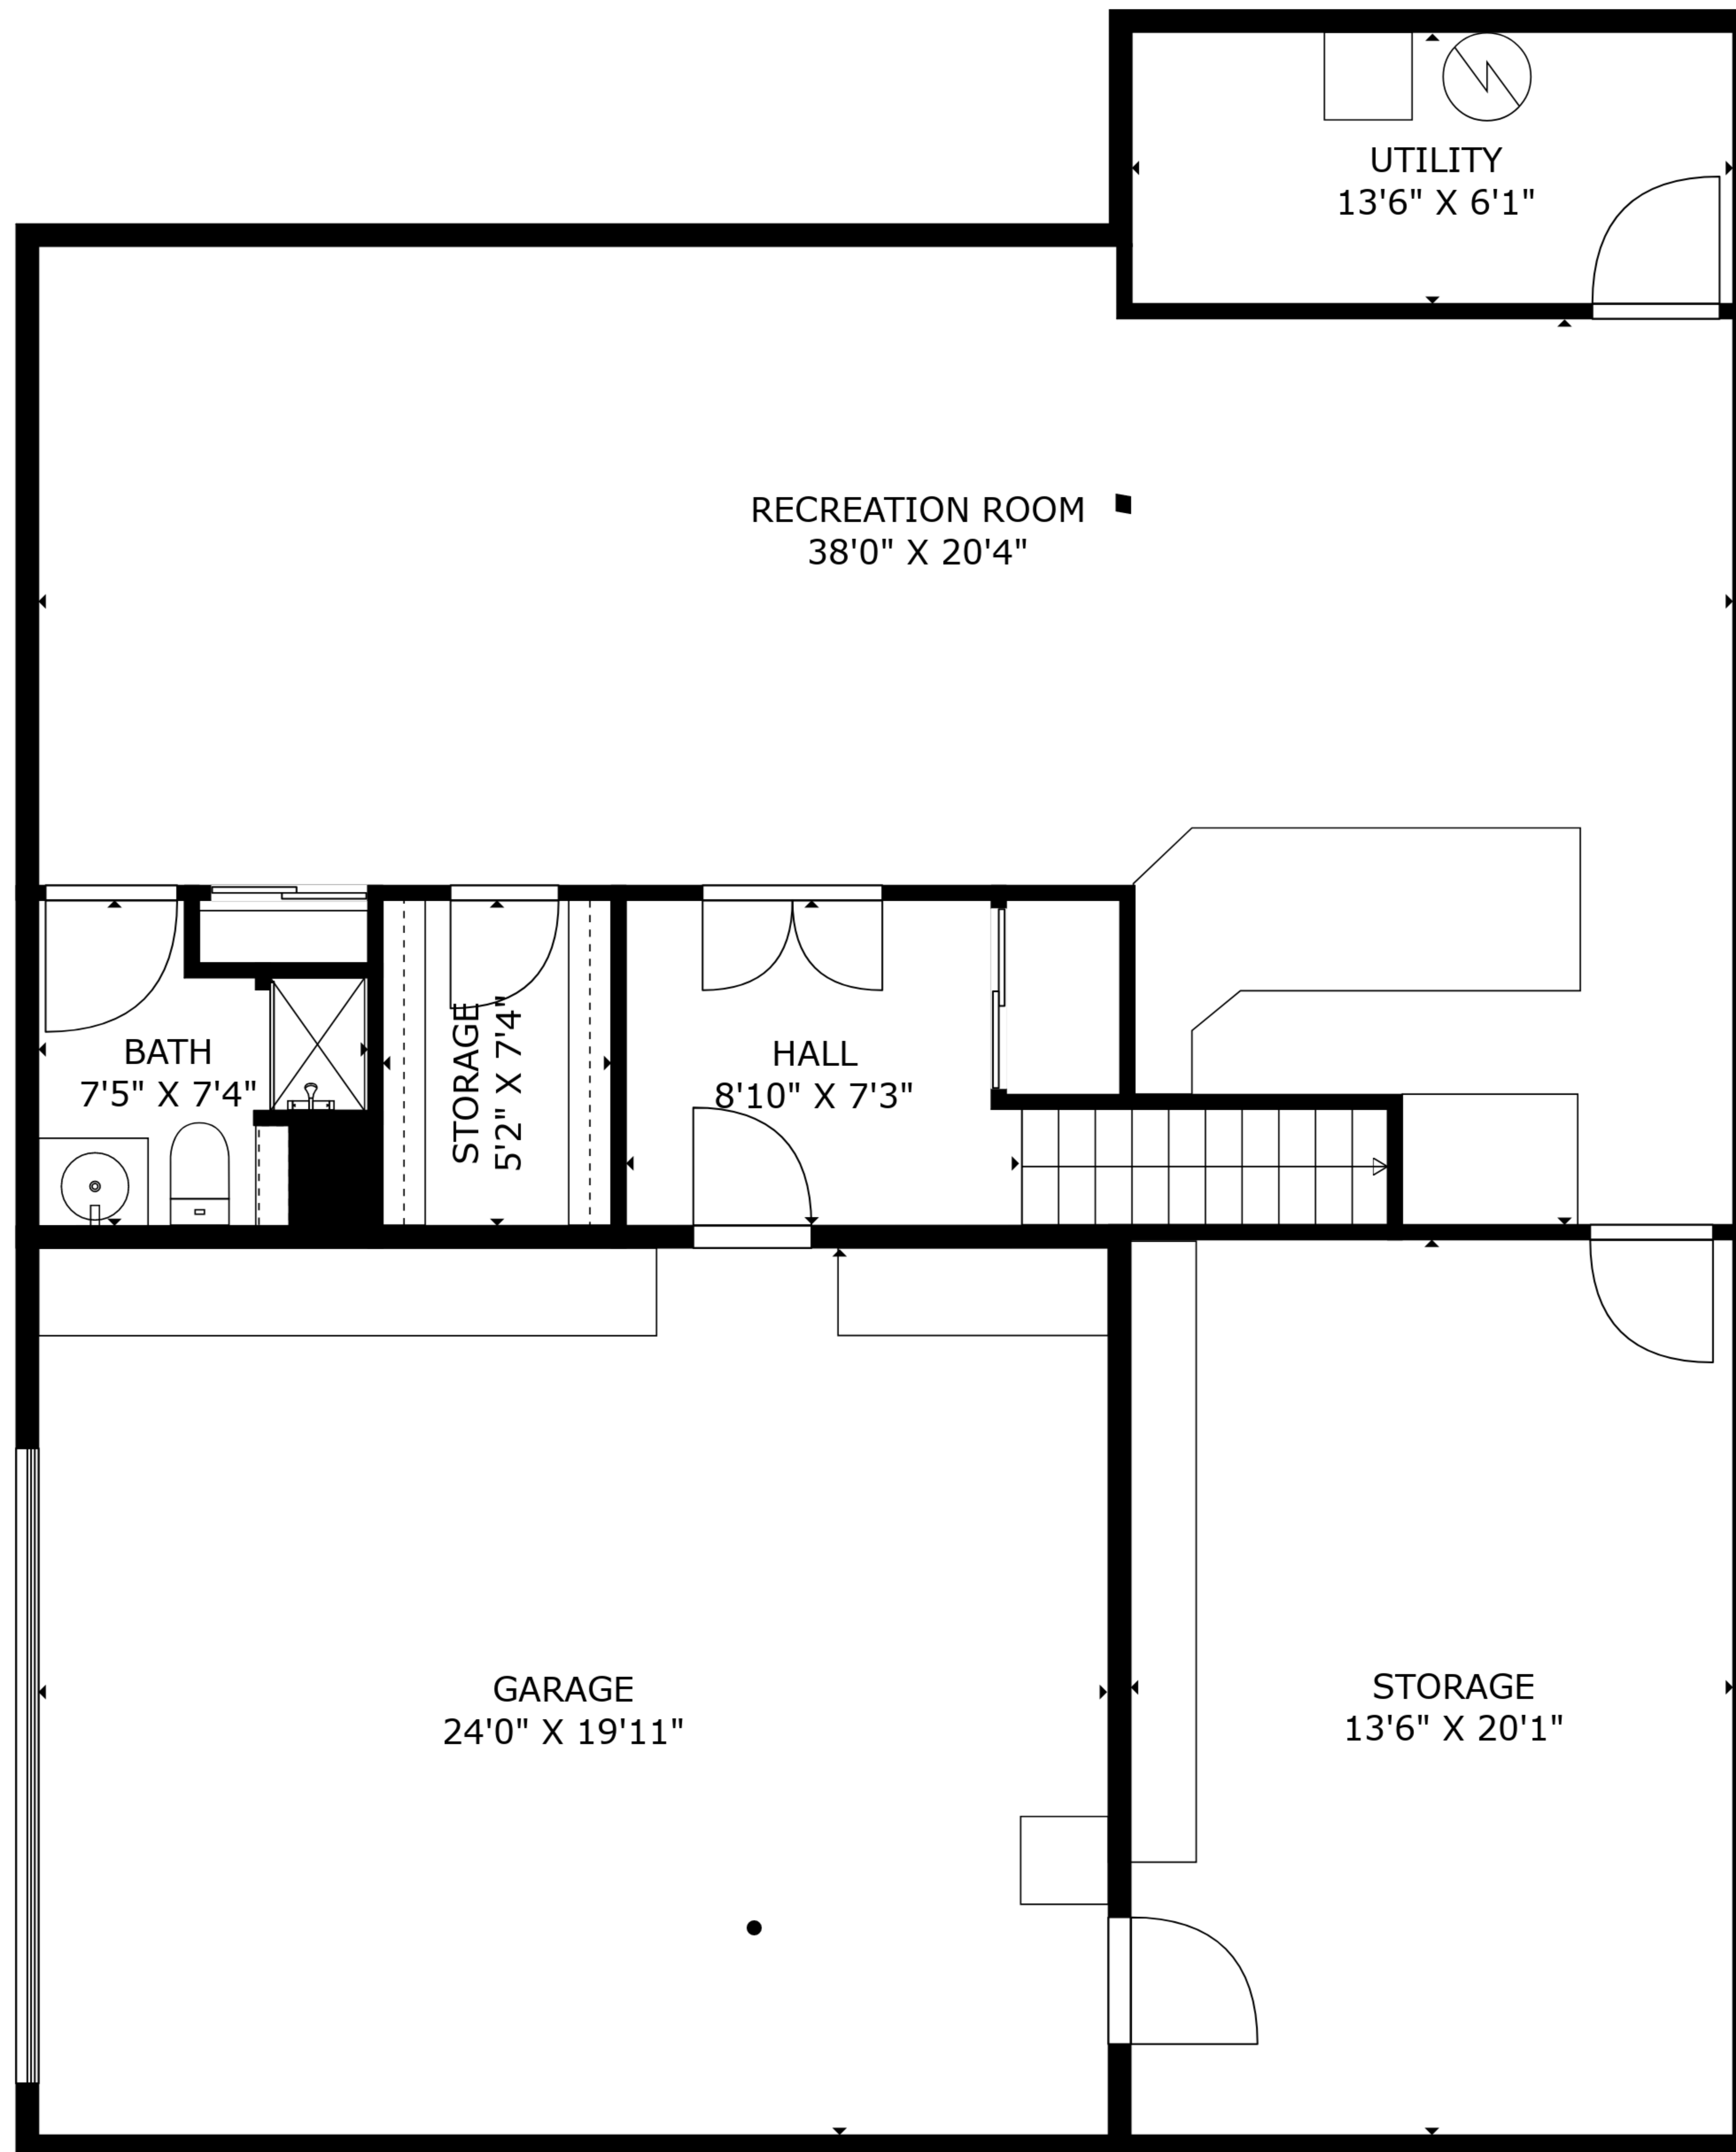 UTILITY
13'6" X 6'1"
RECREATION ROOM
38'0" X 20'4"
BATH
7'5" X 7'4"
STORAGE
5'2" X 7'4"
HALL
8'10" X 7'3"
GARAGE
24'0" X 19'11"
STORAGE
13'6" X 20'1"